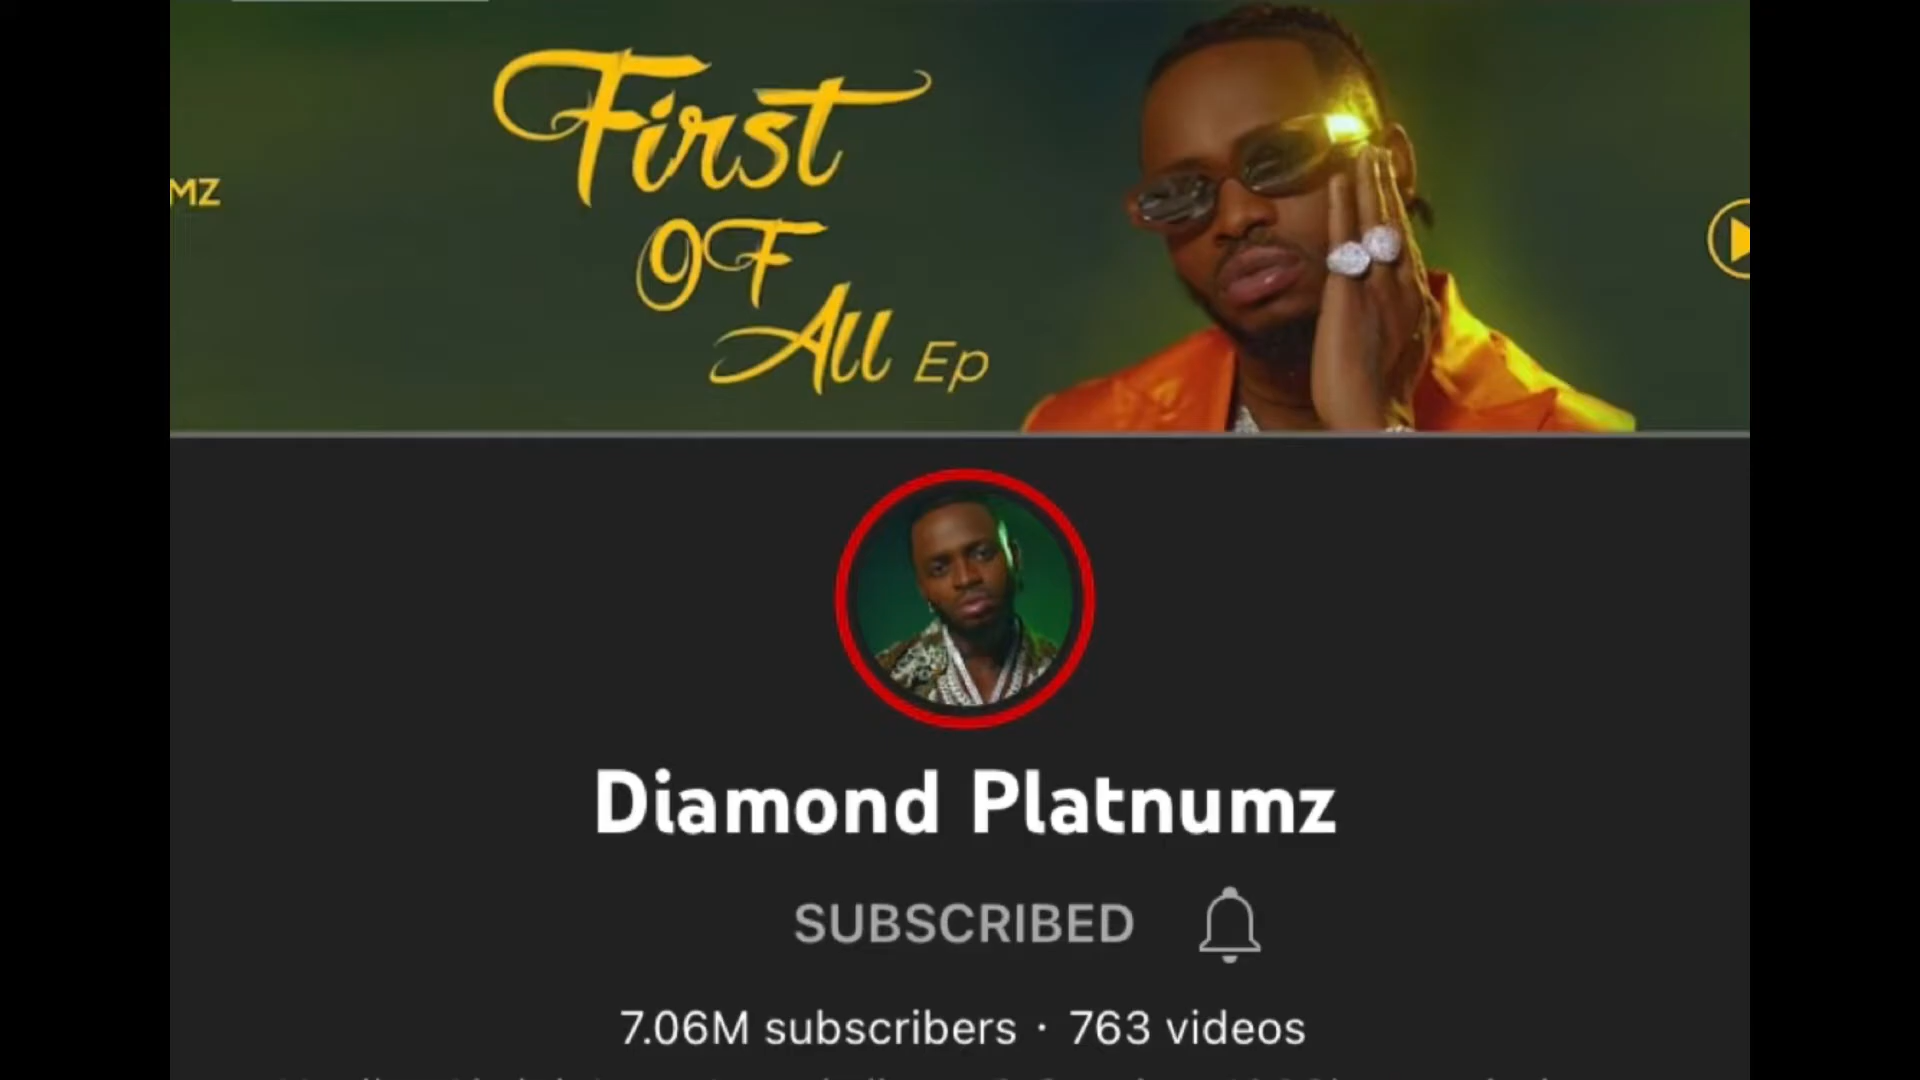 First
OF
All Ep
MZ
Diamond Platnumz
SUBSCRIBED
7.06M subscribers · 763 videos